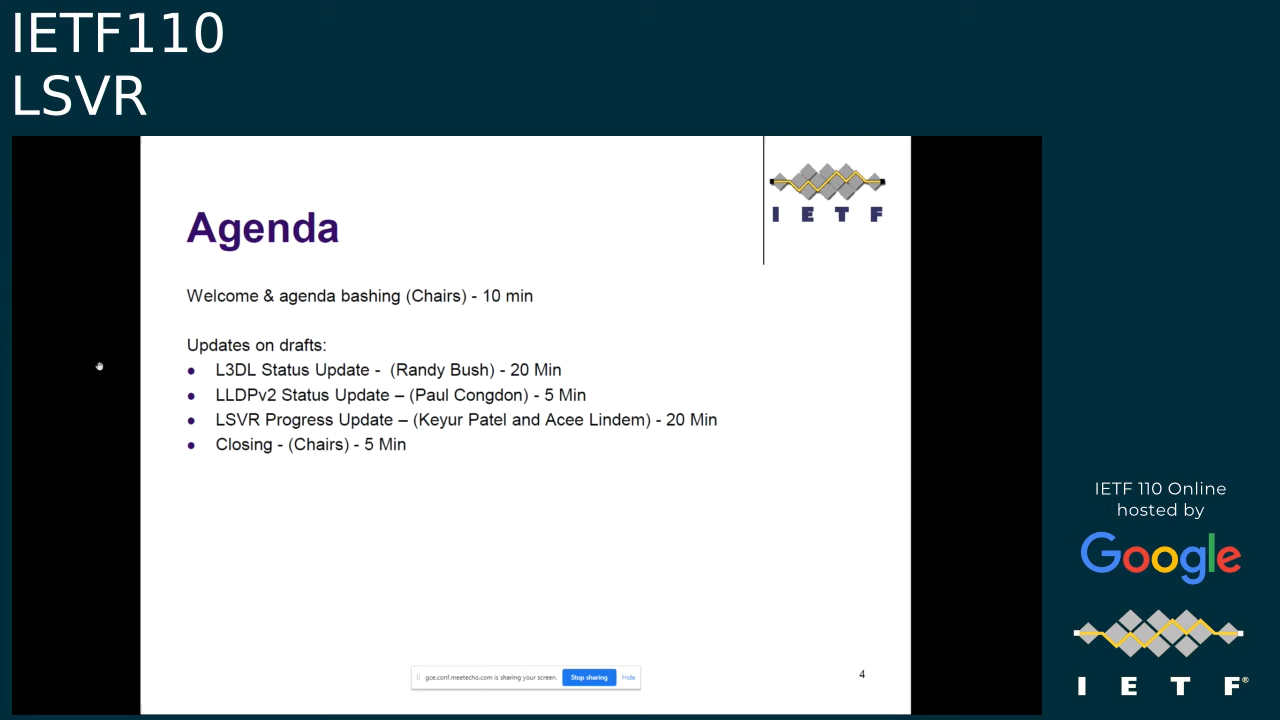 IETF110
LSVR
I E T F
Agenda
Welcome & agenda bashing (Chairs) - 10 min
Updates on drafts:
● L3DL Status Update -  (Randy Bush) - 20 Min
● LLDPv2 Status Update – (Paul Congdon) - 5 Min
● LSVR Progress Update – (Keyur Patel and Acee Lindem) - 20 Min
● Closing - (Chairs) - 5 Min
gce.conf.meetecho.com is sharing your screen. Stop sharing Hide
4
IETF 110 Online
hosted by
Google
I E T F®